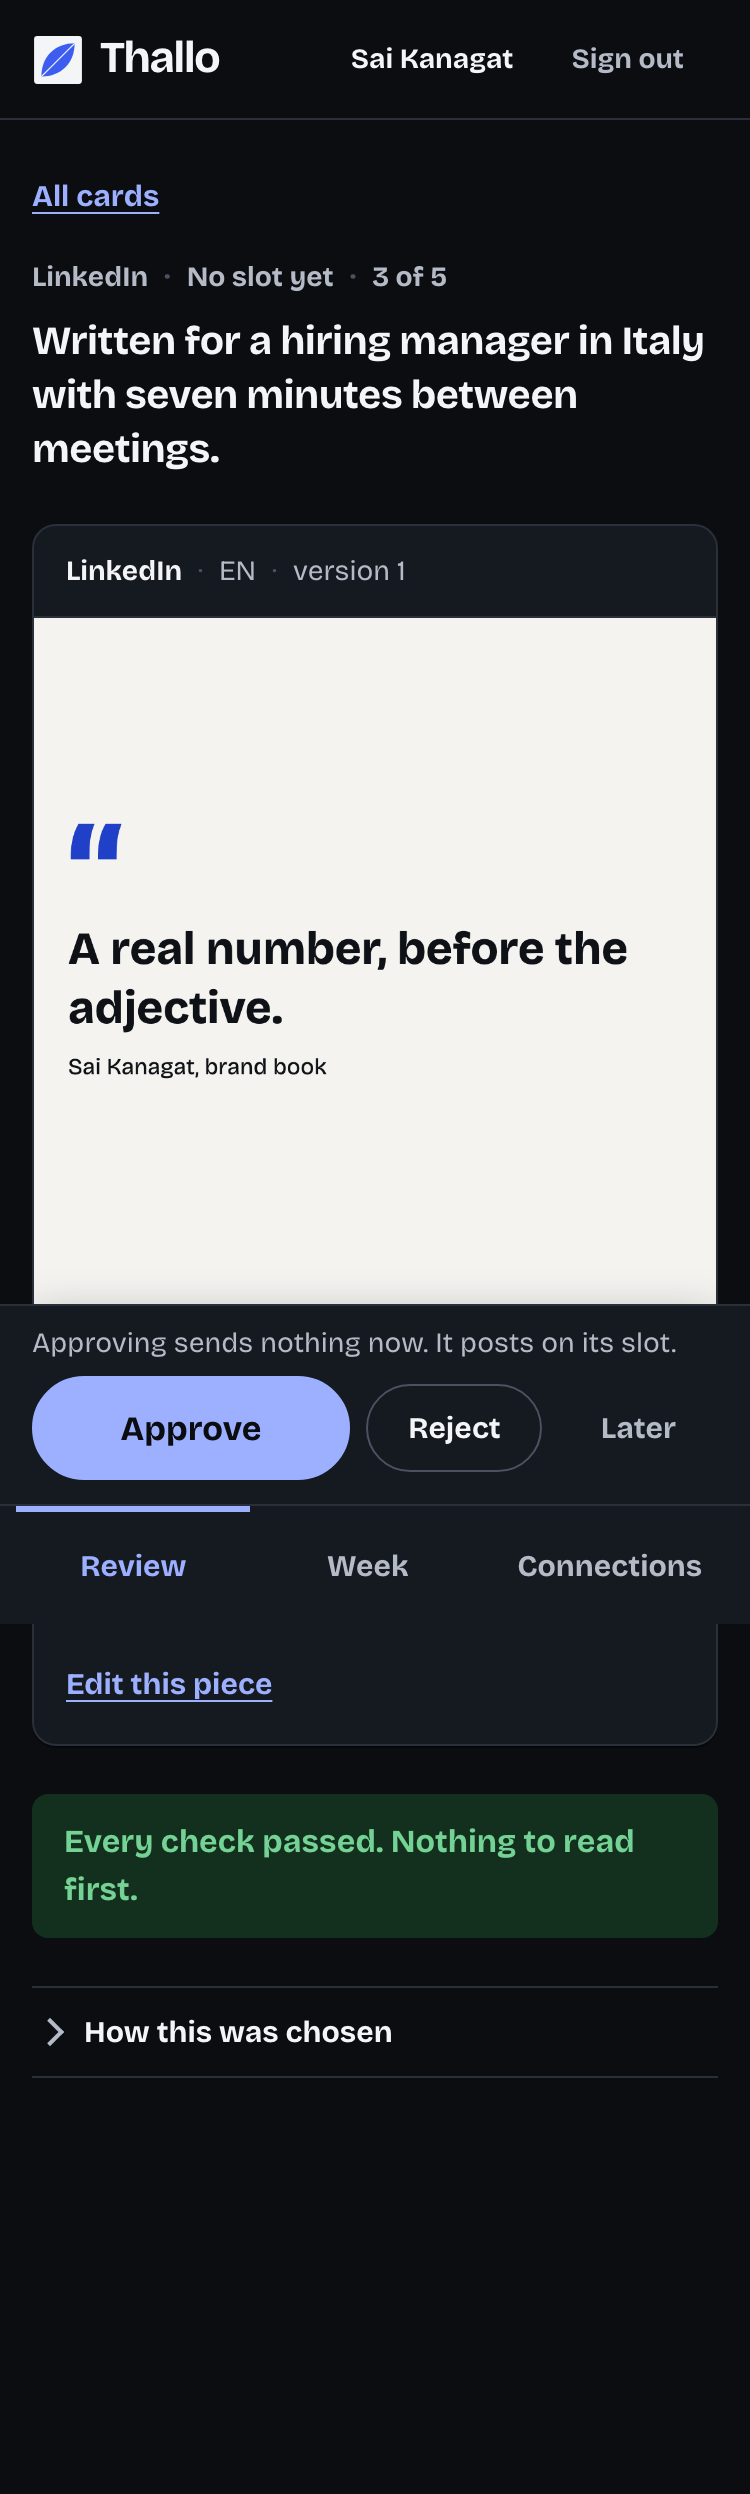 Thallo
Sai Kanagat
Sign out
All cards
LinkedIn · No slot yet · 3 of 5
Written for a hiring manager in Italy
with seven minutes between
meetings.
LinkedIn · EN · version 1
“
A real number, before the
adjective.
Sai Kanagat, brand book
Approving sends nothing now. It posts on its slot.
Approve
Reject
Later
Review
Week
Connections
Edit this piece
Every check passed. Nothing to read
first.
How this was chosen